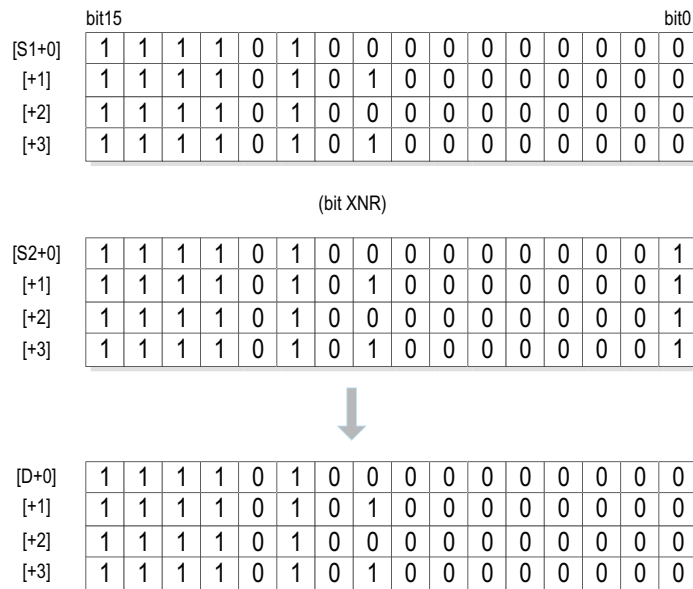 bit15 bit0
[S1+0] 1 1 1 1 0 1 0 0 0 0 0 0 0 0 0 0
[+1] 1 1 1 1 0 1 0 1 0 0 0 0 0 0 0 0
[+2] 1 1 1 1 0 1 0 0 0 0 0 0 0 0 0 0
[+3] 1 1 1 1 0 1 0 1 0 0 0 0 0 0 0 0
(bit XNR)
[S2+0] 1 1 1 1 0 1 0 0 0 0 0 0 0 0 0 1
[+1] 1 1 1 1 0 1 0 1 0 0 0 0 0 0 0 1
[+2] 1 1 1 1 0 1 0 0 0 0 0 0 0 0 0 1
[+3] 1 1 1 1 0 1 0 1 0 0 0 0 0 0 0 1
[D+0] 1 1 1 1 0 1 0 0 0 0 0 0 0 0 0 0
[+1] 1 1 1 1 0 1 0 1 0 0 0 0 0 0 0 0
[+2] 1 1 1 1 0 1 0 0 0 0 0 0 0 0 0 0
[+3] 1 1 1 1 0 1 0 1 0 0 0 0 0 0 0 0